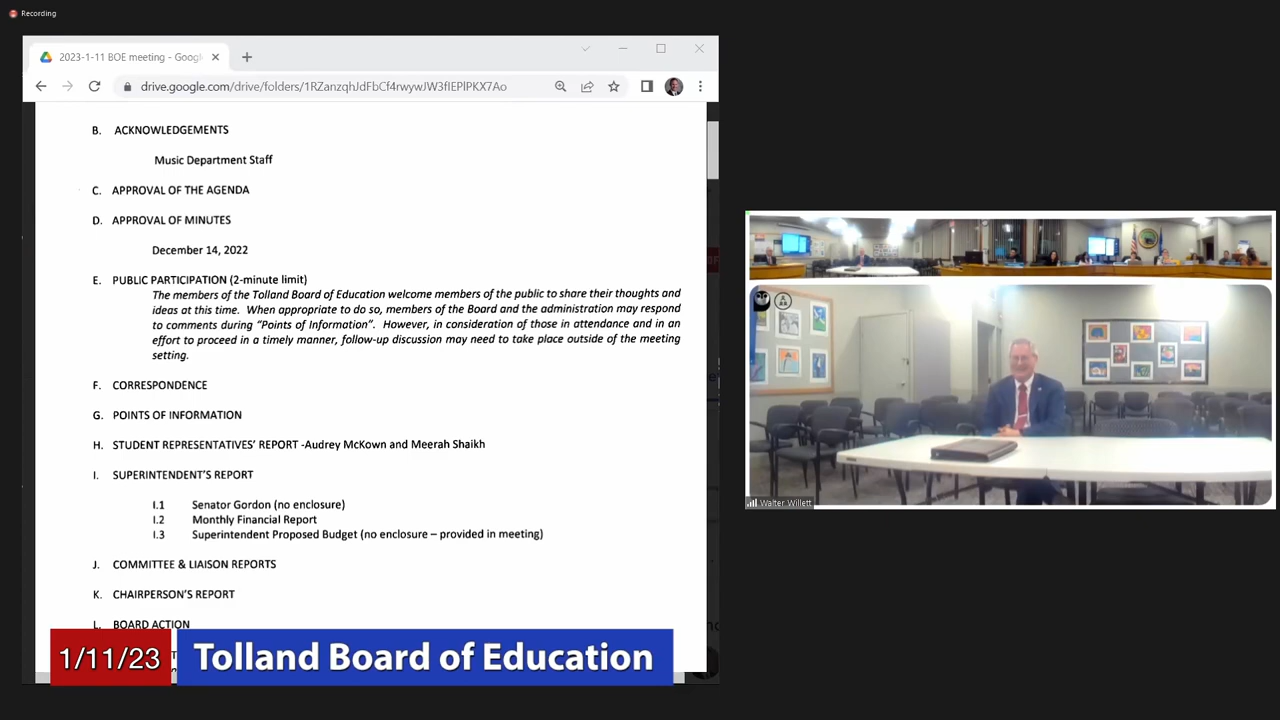 Recording
2023-1-11 BOE meeting - Goog
drive.google.com/drive/folders/1RZanzqhJdFbCf4rwywJW3fIEPlPKX7Ao
B. ACKNOWLEDGEMENTS
Music Department Staff
C. APPROVAL OF THE AGENDA
D. APPROVAL OF MINUTES
December 14, 2022
E. PUBLIC PARTICIPATION (2-minute limit)
The members of the Tolland Board of Education welcome members of the public to share their thoughts and
ideas at this time. When appropriate to do so, members of the Board and the administration may respond
to comments during “Points of Information”. However, in consideration of those in attendance and in an
effort to proceed in a timely manner, follow-up discussion may need to take place outside of the meeting
setting.
F. CORRESPONDENCE
G. POINTS OF INFORMATION
H. STUDENT REPRESENTATIVES’ REPORT -Audrey McKown and Meerah Shaikh
I. SUPERINTENDENT’S REPORT
I.1 Senator Gordon (no enclosure)
I.2 Monthly Financial Report
I.3 Superintendent Proposed Budget (no enclosure – provided in meeting)
J. COMMITTEE & LIAISON REPORTS
K. CHAIRPERSON’S REPORT
L. BOARD ACTION
1/11/23 Tolland Board of Education
Walter Willett